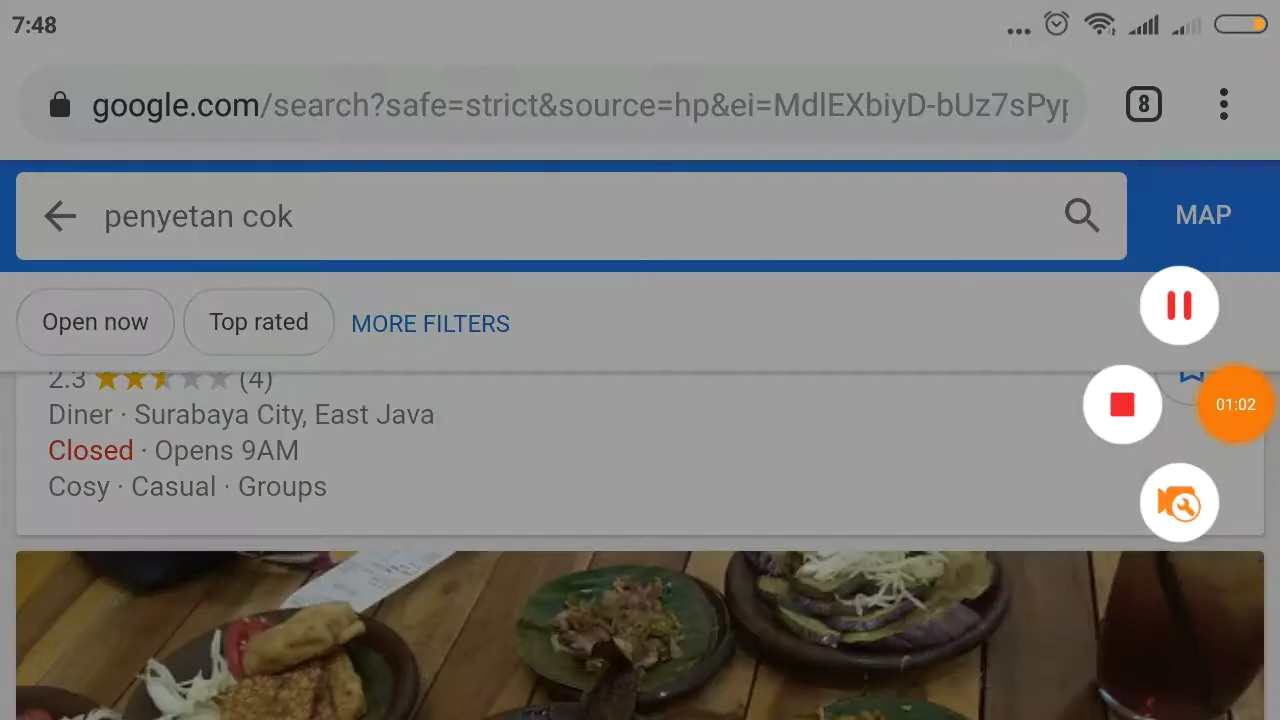 7:48
google.com/search?safe=strict&source=hp&ei=MdlEXbiyD-bUz7sPyp
8
penyetan cok
MAP
Open now
Top rated
MORE FILTERS
2.3 (4)
Diner · Surabaya City, East Java
01:02
Closed · Opens 9AM
Cosy · Casual · Groups